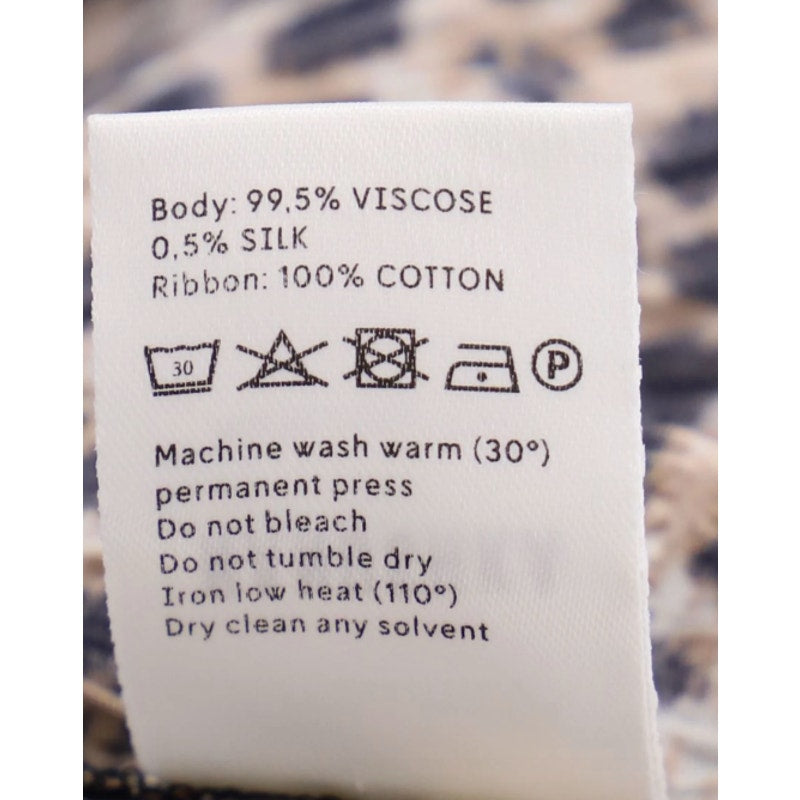 Body: 99,5% VISCOSE
0,5% SILK
Ribbon: 100% COTTON
30 P
Machine wash warm (30°)
permanent press
Do not bleach
Do not tumble dry
Iron low heat (110°)
Dry clean any solvent